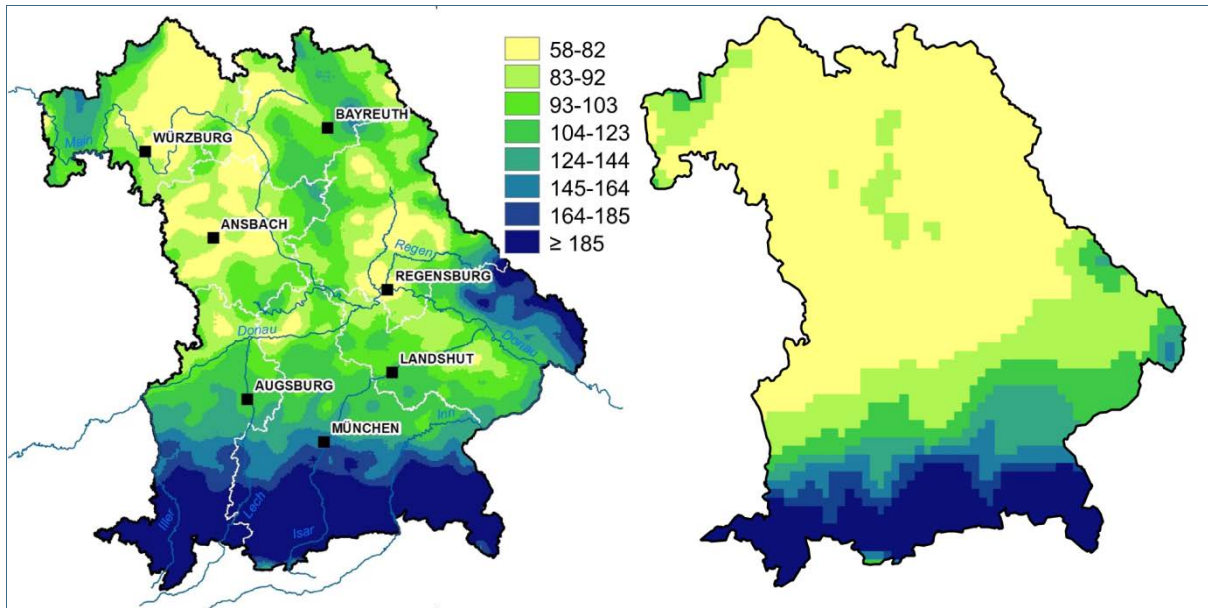 58-82
83-92
93-103
104-123
124-144
145-164
164-185
≥ 185
BAYREUTH
Main
WÜRZBURG
ANSBACH
Regen
REGENSBURG
Donau
Donau
LANDSHUT
AUGSBURG
Inn
MÜNCHEN
Iller
Lech
Isar